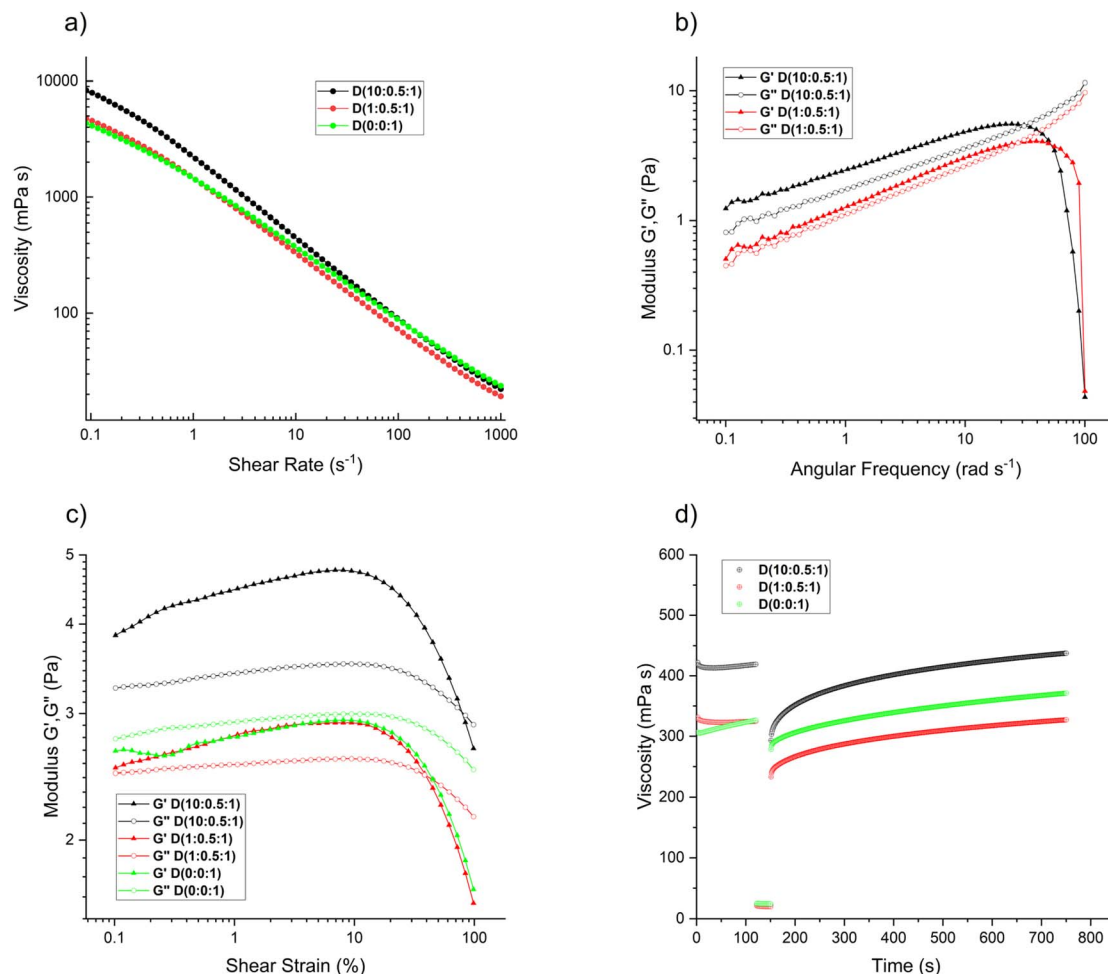 a)
10000
1000
100
Viscosity (mPa s)
0.1 1 10 100 1000
Shear Rate (s⁻¹)
D(10:0.5:1)
D(1:0.5:1)
D(0:0:1)
b)
10
1
0.1
Modulus G',G" (Pa)
0.1 1 10 100
Angular Frequency (rad s⁻¹)
G' D(10:0.5:1)
G" D(10:0.5:1)
G' D(1:0.5:1)
G" D(1:0.5:1)
c)
5
4
3
2
Modulus G',G" (Pa)
0.1 1 10 100
Shear Strain (%)
G' D(10:0.5:1)
G" D(10:0.5:1)
G' D(1:0.5:1)
G" D(1:0.5:1)
G' D(0:0:1)
G" D(0:0:1)
d)
600
500
400
300
200
100
0
Viscosity (mPa s)
0 100 200 300 400 500 600 700 800
Time (s)
D(10:0.5:1)
D(1:0.5:1)
D(0:0:1)